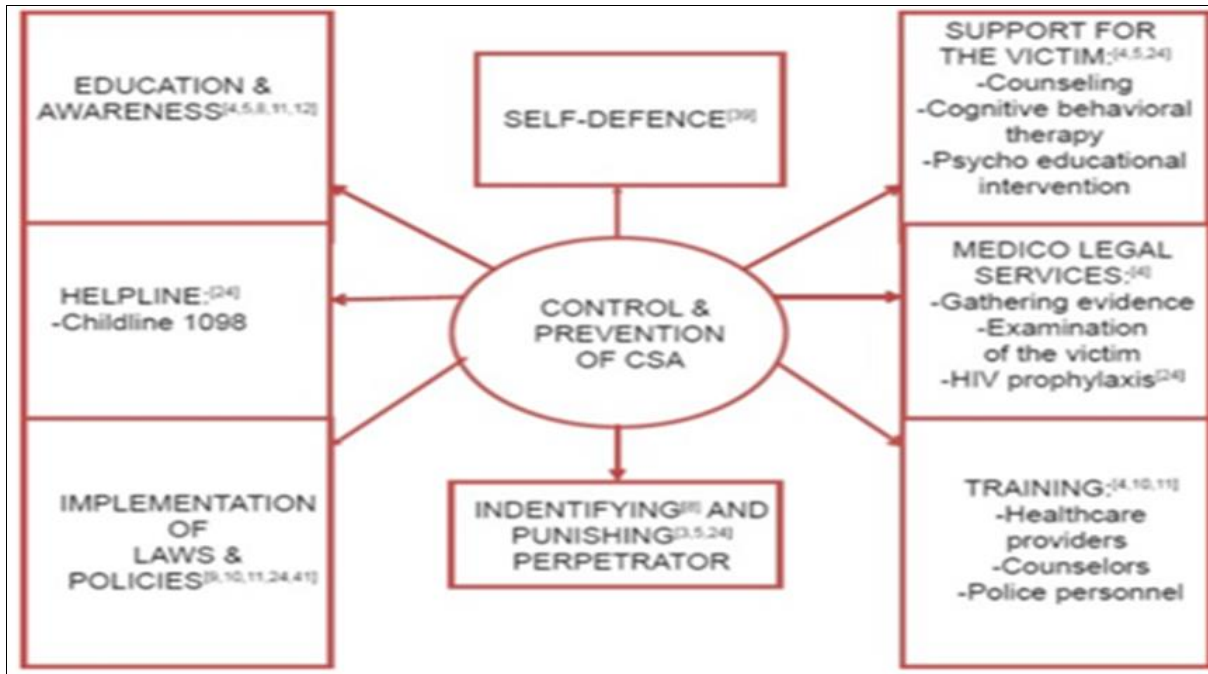 EDUCATION &
AWARENESS[4,5,8,11,12]
HELPLINE:[24]
-Childline 1098
IMPLEMENTATION
OF
LAWS &
POLICIES[9,10,11,24,41]
SELF-DEFENCE[39]
CONTROL &
PREVENTION
OF CSA
INDENTIFYING[8] AND
PUNISHING[3,5,24]
PERPETRATOR
SUPPORT FOR
THE VICTIM:[4,5,24]
-Counseling
-Cognitive behavioral
therapy
-Psycho educational
intervention
MEDICO LEGAL
SERVICES:[4]
-Gathering evidence
-Examination
of the victim
-HIV prophylaxis[24]
TRAINING:[4,10,11]
-Healthcare
providers
-Counselors
-Police personnel